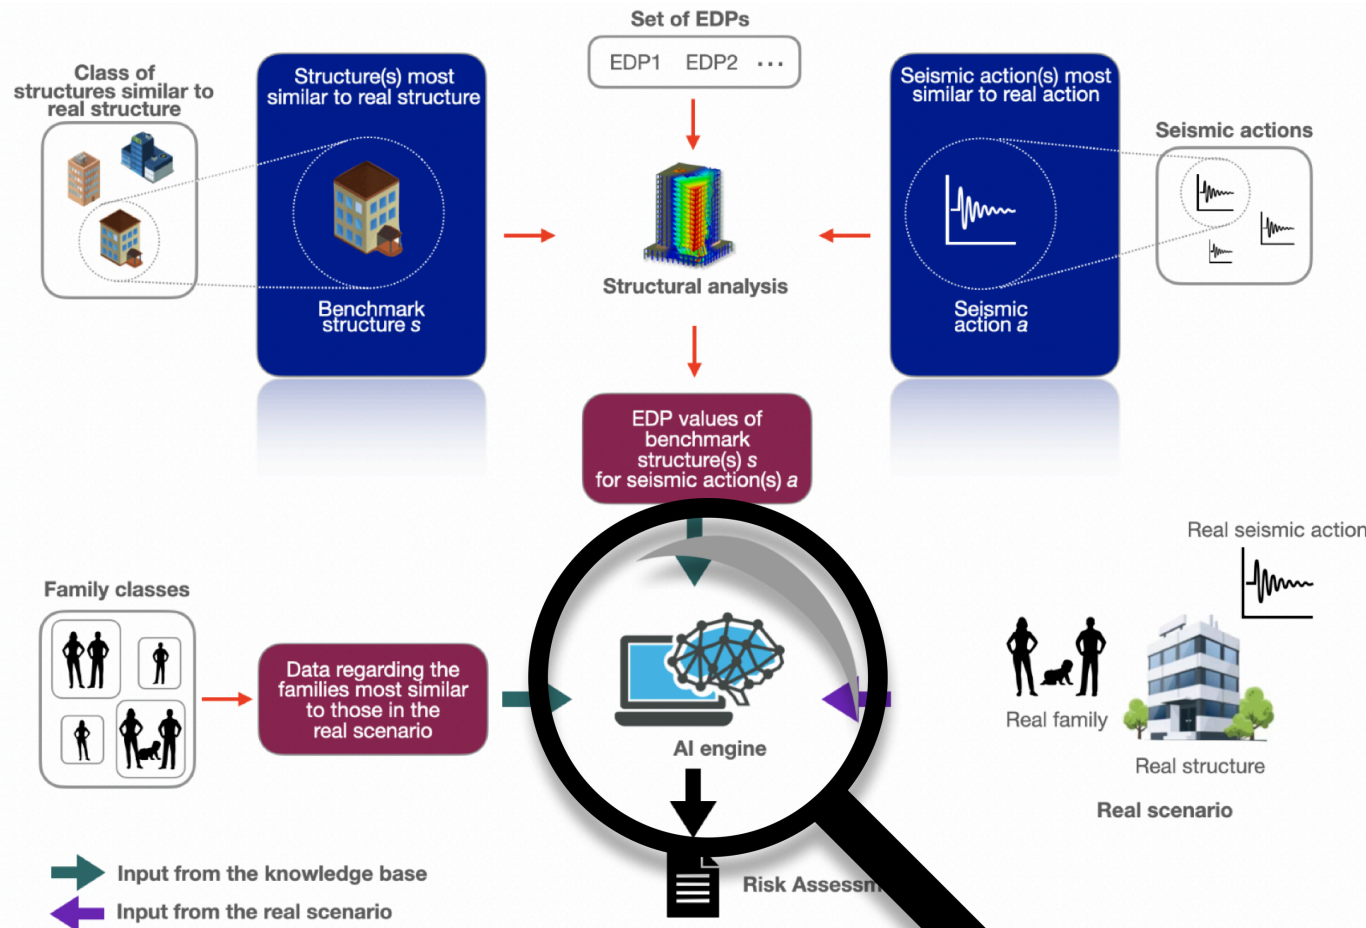 Set of EDPs
EDP1 EDP2 ...
Class of
structures similar to
real structure
Structure(s) most
similar to real structure
Benchmark
structure s
Structural analysis
Seismic action(s) most
similar to real action
Seismic
action a
Seismic actions
EDP values of
benchmark
structure(s) s
for seismic action(s) a
Family classes
Data regarding the
families most similar
to those in the
real scenario
AI engine
Real seismic action
Real family
Real structure
Real scenario
Risk
Input from the knowledge base
Input from the real scenario